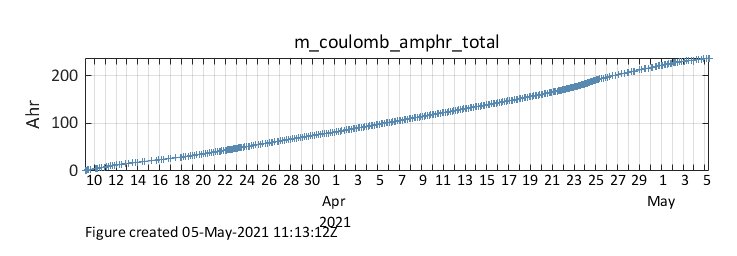 m_coulomb_amphr_total
Ahr
200
100
0
10 12 14 16 18 20 22 24 26 28 30 1 3 5 7 9 11 13 15 17 19 21 23 25 27 29 1 3 5
Apr May
2021
Figure created 05-May-2021 11:13:12Z